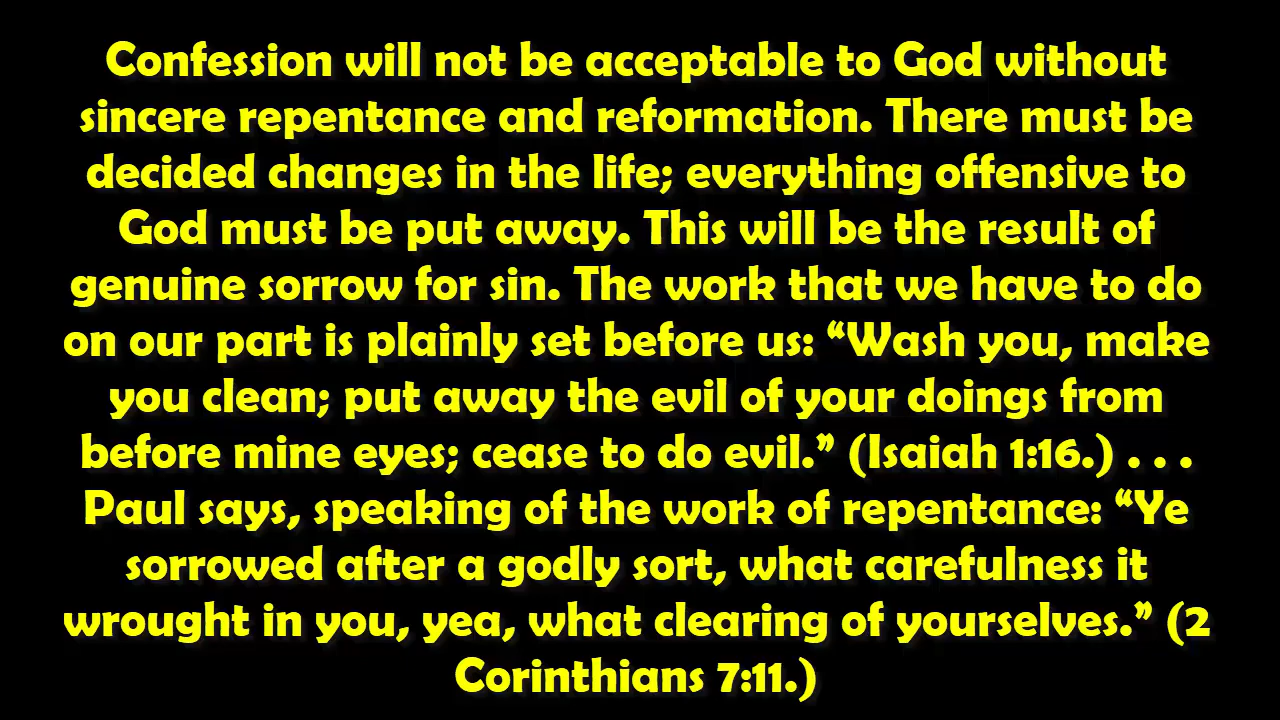 Confession will not be acceptable to God without
sincere repentance and reformation. There must be
decided changes in the life; everything offensive to
God must be put away. This will be the result of
genuine sorrow for sin. The work that we have to do
on our part is plainly set before us: “Wash you, make
you clean; put away the evil of your doings from
before mine eyes; cease to do evil.” (Isaiah 1:16.) . . .
Paul says, speaking of the work of repentance: “Ye
sorrowed after a godly sort, what carefulness it
wrought in you, yea, what clearing of yourselves.” (2
Corinthians 7:11.)